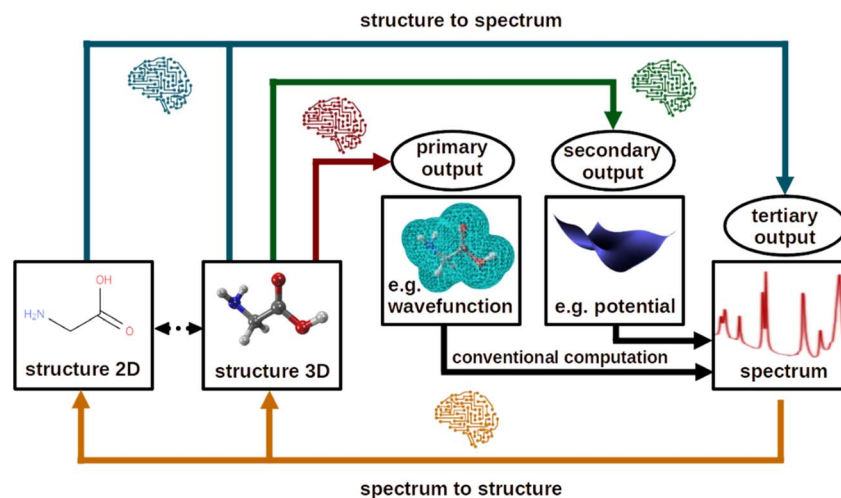 structure to spectrum
primary
output
secondary
output
tertiary
output
OH
H₂N
O
e.g.
wavefunction
e.g. potential
structure 2D
structure 3D
conventional computation
spectrum
spectrum to structure